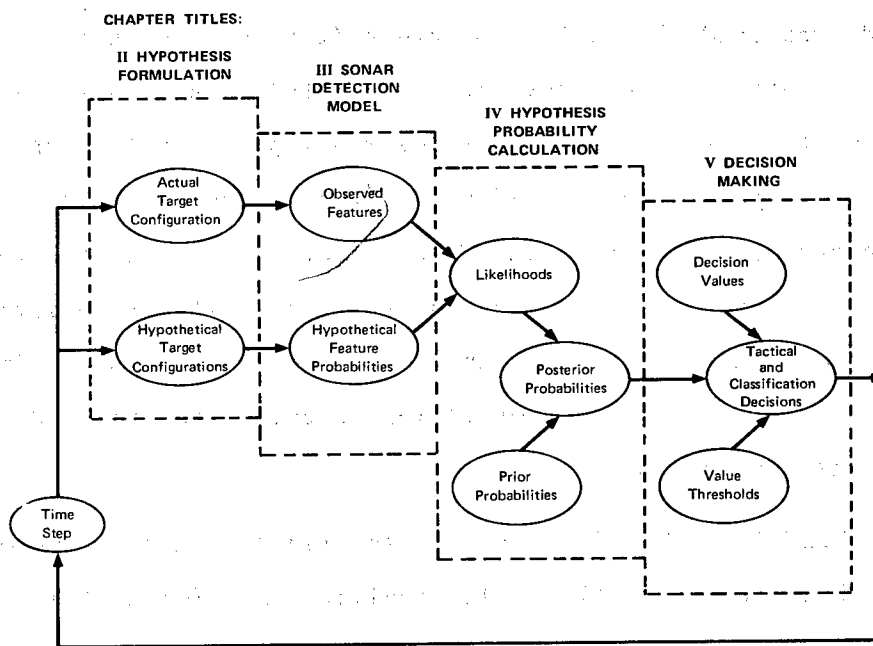 CHAPTER TITLES:
II HYPOTHESIS
FORMULATION
III SONAR
DETECTION
MODEL
IV HYPOTHESIS
PROBABILITY
CALCULATION
V DECISION
MAKING
Actual
Target
Configuration
Observed
Features
Likelihoods
Decision
Values
Hypothetical
Target
Configurations
Hypothetical
Feature
Probabilities
Posterior
Probabilities
Tactical
and
Classification
Decisions
Prior
Probabilities
Value
Thresholds
Time
Step